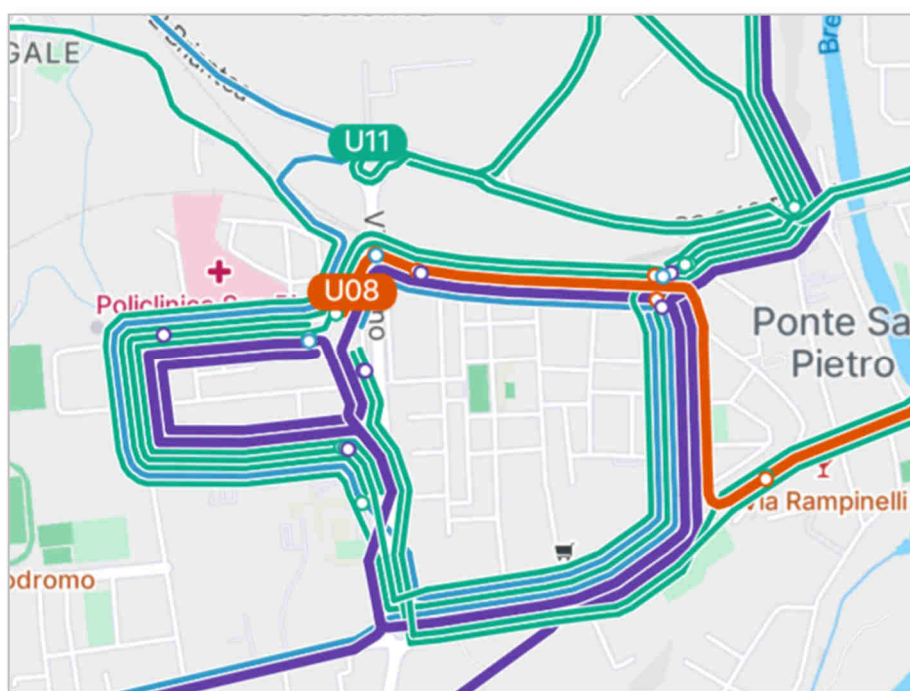 GALE
Bre
U11
Policlinico
U08
Ponte Sa
Pietro
Via Rampinelli
odromo